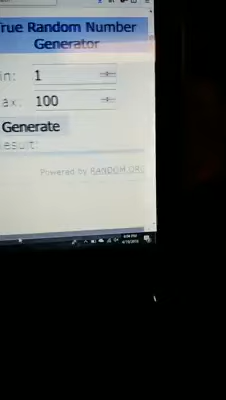 True Random Number
Generator
in: 1
ax: 100
Generate
esult:
Powered by RANDOM.ORG